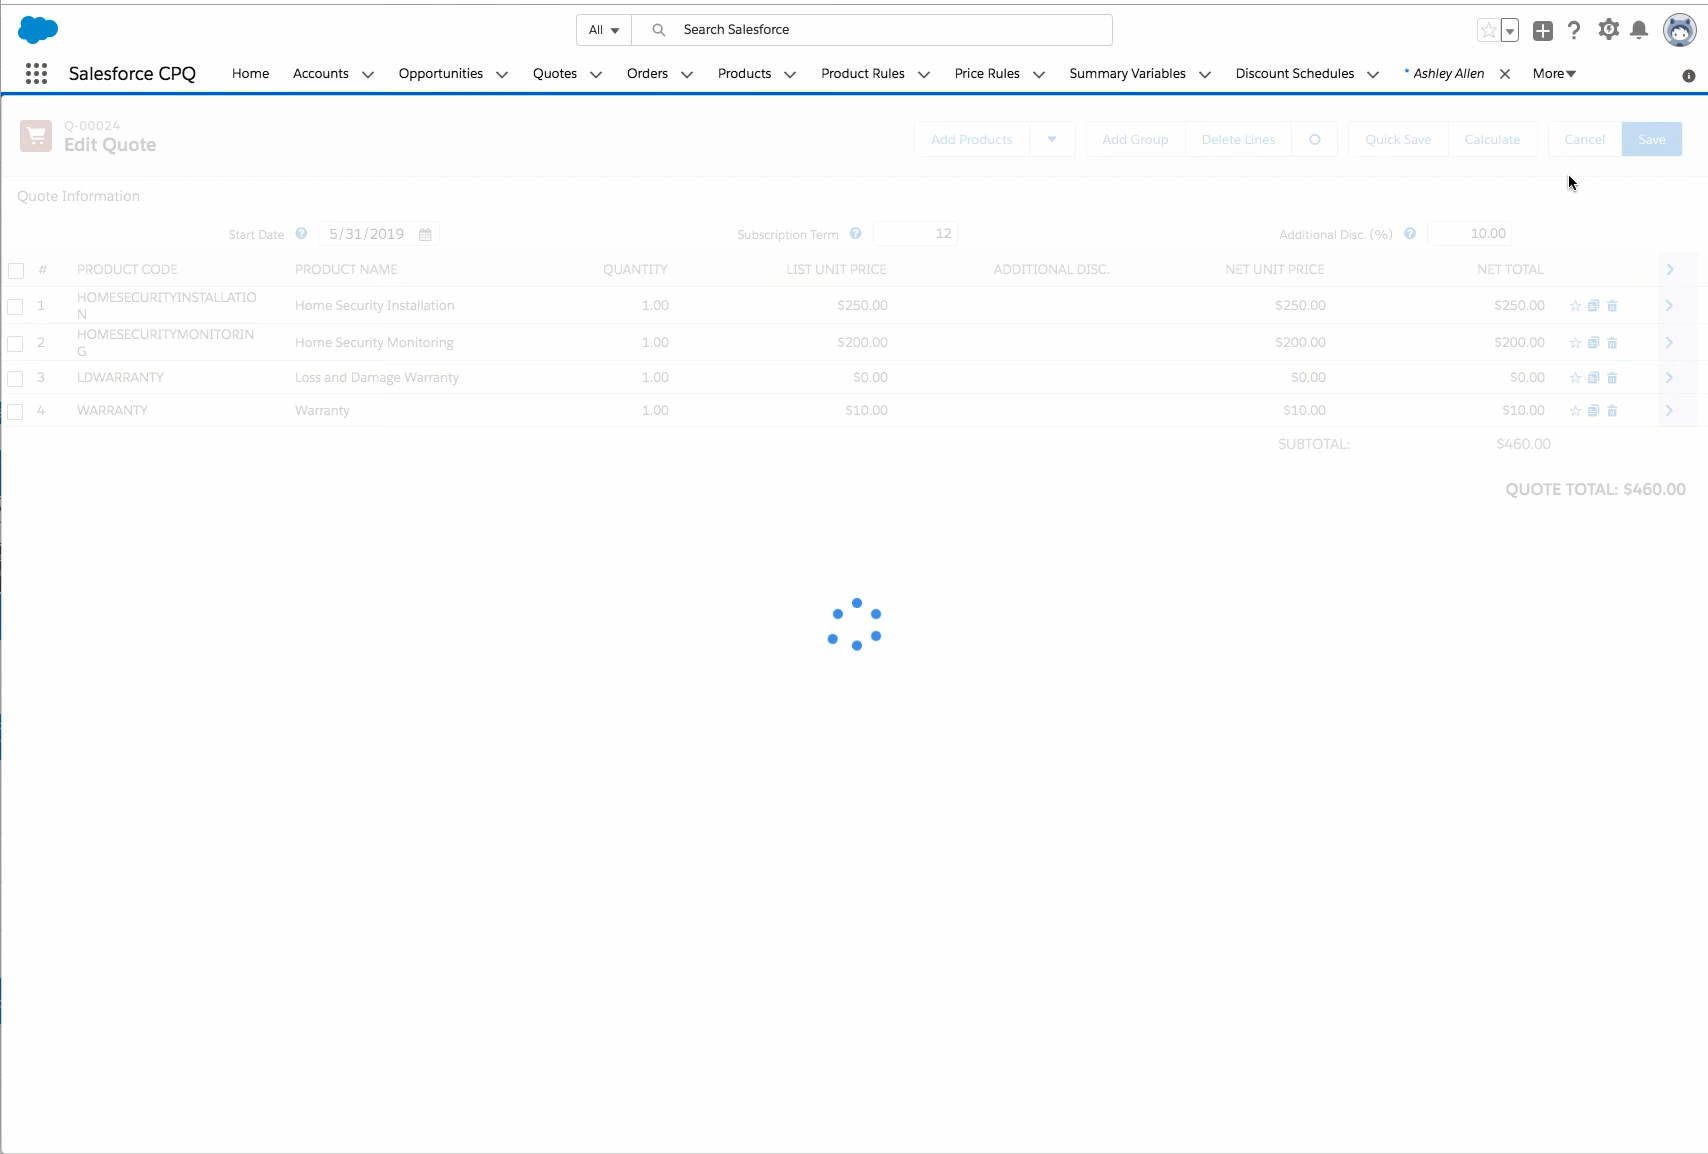 All
Search Salesforce
Salesforce CPQ Home Accounts Opportunities Quotes Orders Products Product Rules Price Rules Summary Variables Discount Schedules * Ashley Allen More
Q-00024
Edit Quote
Add Products Add Group Delete Lines Quick Save Calculate Cancel Save
Quote Information
Start Date 5/31/2019 Subscription Term 12 Additional Disc. (%) 10.00
# PRODUCT CODE PRODUCT NAME QUANTITY LIST UNIT PRICE ADDITIONAL DISC. NET UNIT PRICE NET TOTAL
1 HOMESECURITYINSTALLATIO Home Security Installation 1.00 $250.00 $250.00 $250.00
N
2 HOMESECURITYMONITORIN Home Security Monitoring 1.00 $200.00 $200.00 $200.00
G
3 LDWARRANTY Loss and Damage Warranty 1.00 $0.00 $0.00 $0.00
4 WARRANTY Warranty 1.00 $10.00 $10.00 $10.00
SUBTOTAL: $460.00
QUOTE TOTAL: $460.00